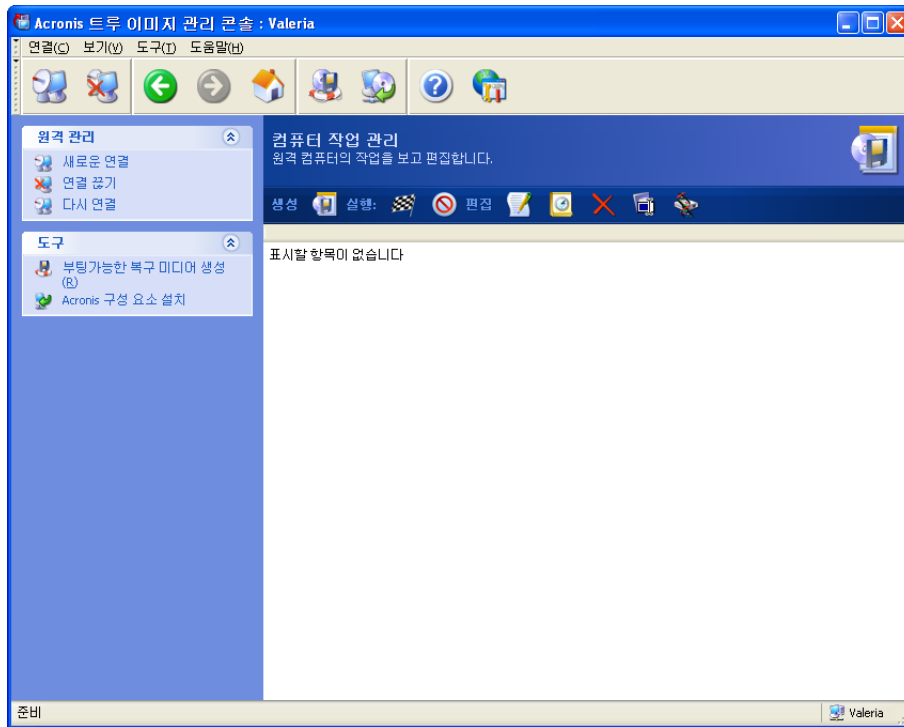 Acronis 트루 이미지 관리 콘솔 : Valeria
연결(C) 보기(V) 도구(T) 도움말(H)
원격 관리
새로운 연결
연결 끊기
다시 연결
도구
부팅가능한 복구 미디어 생성
(R)
Acronis 구성 요소 설치
컴퓨터 작업 관리
원격 컴퓨터의 작업을 보고 편집합니다.
생성 실행: 편집
표시할 항목이 없습니다
준비
Valeria